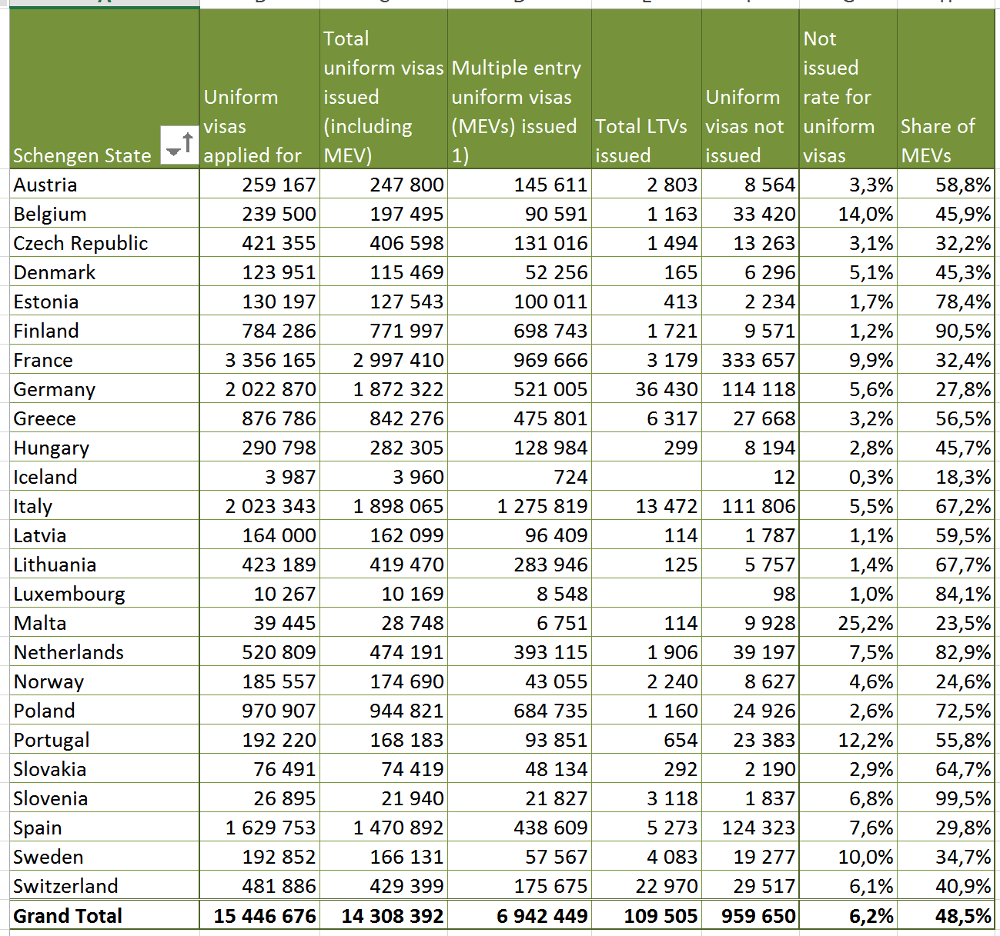 Schengen State Uniform visas applied for Total uniform visas issued (including MEV) Multiple entry uniform visas (MEVs) issued 1) Total LTVs issued Uniform visas not issued Not issued rate for uniform visas Share of MEVs
Austria 259 167 247 800 145 611 2 803 8 564 3,3% 58,8%
Belgium 239 500 197 495 90 591 1 163 33 420 14,0% 45,9%
Czech Republic 421 355 406 598 131 016 1 494 13 263 3,1% 32,2%
Denmark 123 951 115 469 52 256 165 6 296 5,1% 45,3%
Estonia 130 197 127 543 100 011 413 2 234 1,7% 78,4%
Finland 784 286 771 997 698 743 1 721 9 571 1,2% 90,5%
France 3 356 165 2 997 410 969 666 3 179 333 657 9,9% 32,4%
Germany 2 022 870 1 872 322 521 005 36 430 114 118 5,6% 27,8%
Greece 876 786 842 276 475 801 6 317 27 668 3,2% 56,5%
Hungary 290 798 282 305 128 984 299 8 194 2,8% 45,7%
Iceland 3 987 3 960 724 12 0,3% 18,3%
Italy 2 023 343 1 898 065 1 275 819 13 472 111 806 5,5% 67,2%
Latvia 164 000 162 099 96 409 114 1 787 1,1% 59,5%
Lithuania 423 189 419 470 283 946 125 5 757 1,4% 67,7%
Luxembourg 10 267 10 169 8 548 98 1,0% 84,1%
Malta 39 445 28 748 6 751 114 9 928 25,2% 23,5%
Netherlands 520 809 474 191 393 115 1 906 39 197 7,5% 82,9%
Norway 185 557 174 690 43 055 2 240 8 627 4,6% 24,6%
Poland 970 907 944 821 684 735 1 160 24 926 2,6% 72,5%
Portugal 192 220 168 183 93 851 654 23 383 12,2% 55,8%
Slovakia 76 491 74 419 48 134 292 2 190 2,9% 64,7%
Slovenia 26 895 21 940 21 827 3 118 1 837 6,8% 99,5%
Spain 1 629 753 1 470 892 438 609 5 273 124 323 7,6% 29,8%
Sweden 192 852 166 131 57 567 4 083 19 277 10,0% 34,7%
Switzerland 481 886 429 399 175 675 22 970 29 517 6,1% 40,9%
Grand Total 15 446 676 14 308 392 6 942 449 109 505 959 650 6,2% 48,5%